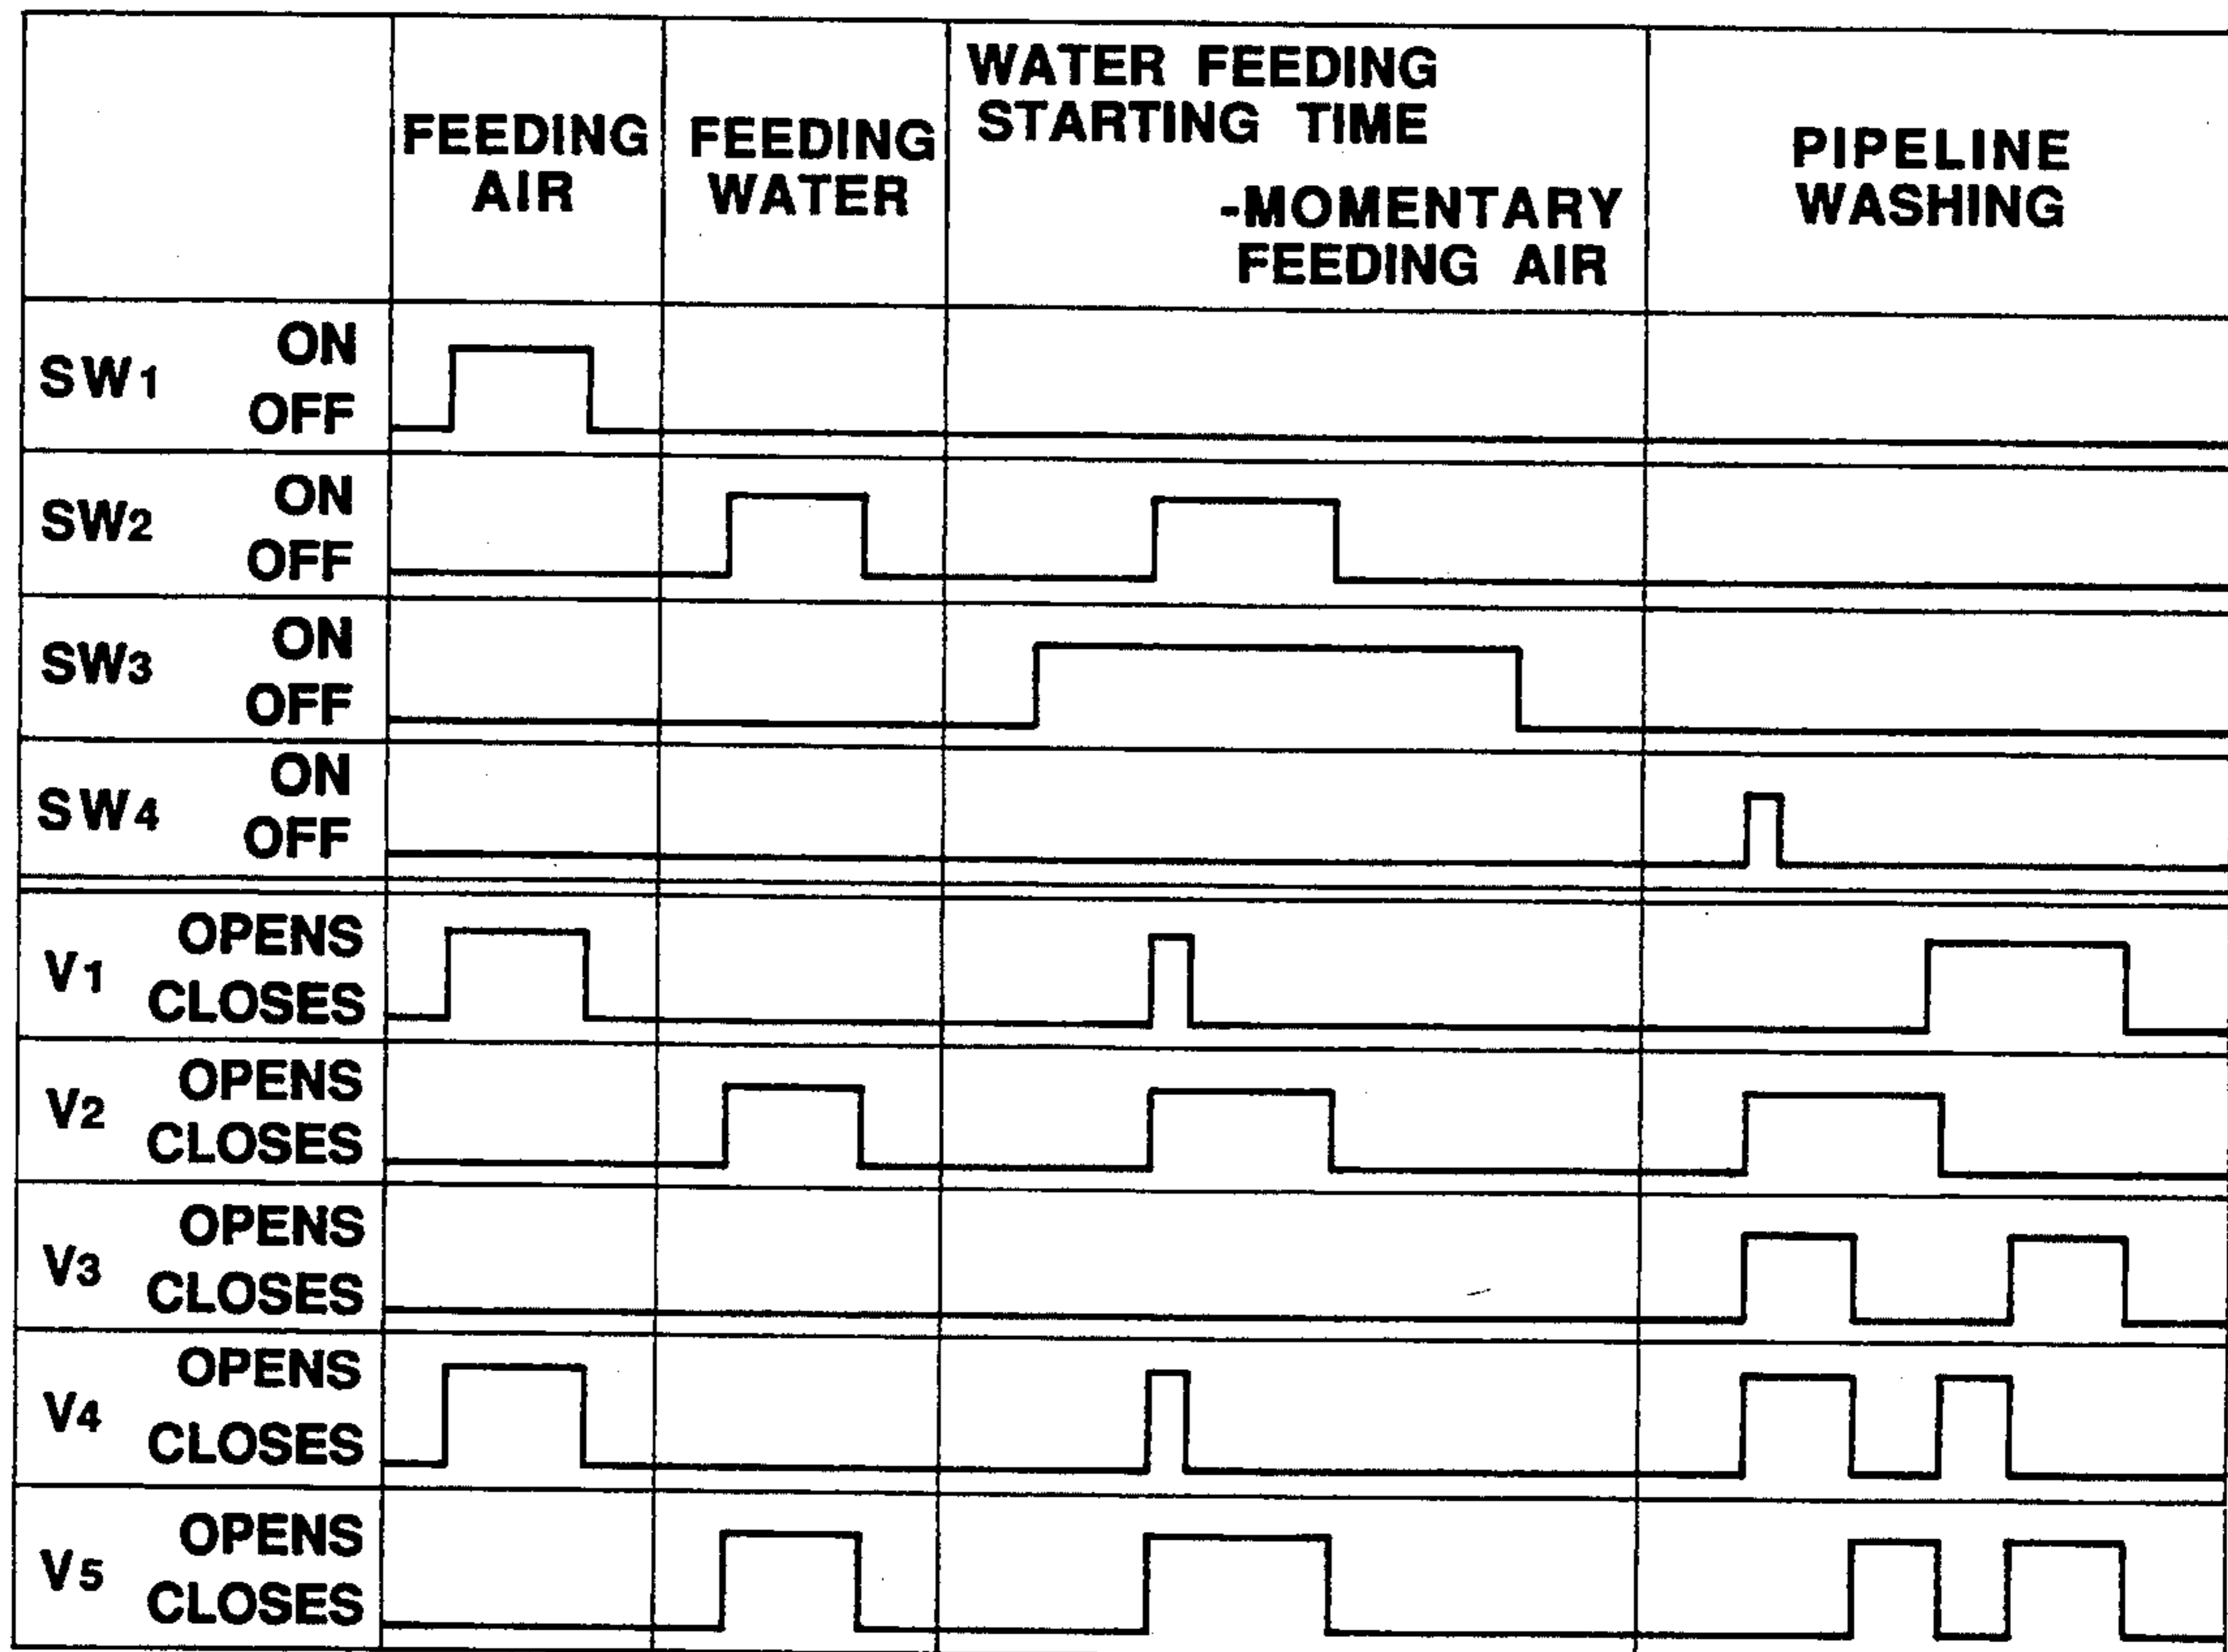 FEEDING
AIR
FEEDING
WATER
WATER FEEDING
STARTING TIME
-MOMENTARY
FEEDING AIR
PIPELINE
WASHING
SW1
ON
OFF
SW2
ON
OFF
SW3
ON
OFF
SW4
ON
OFF
V1
OPENS
CLOSES
V2
OPENS
CLOSES
V3
OPENS
CLOSES
V4
OPENS
CLOSES
V5
OPENS
CLOSES